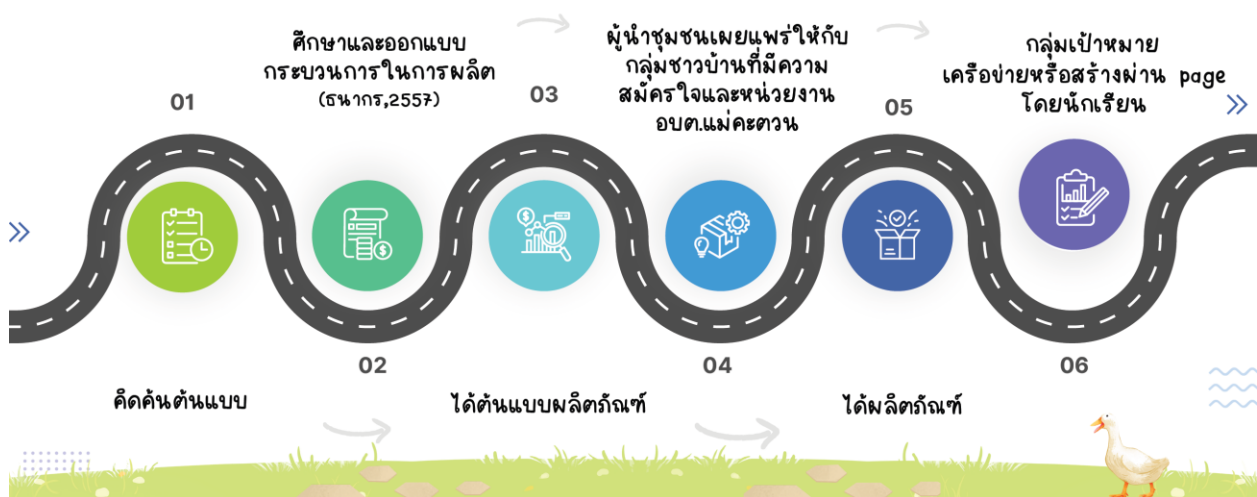 01
คิดค้นต้นแบบ
ศึกษาและออกแบบ
กระบวนการในการผลิต
(ธนากร,2557)
02
03
ได้ต้นแบบผลิตภัณฑ์
ผู้นำชุมชนเผยแพร่ให้กับ
กลุ่มชาวบ้านที่มีความ
สมัครใจและหน่วยงาน
อบต.แม่คะตวน
04
05
ได้ผลิตภัณฑ์
กลุ่มเป้าหมาย
เครือข่ายหรือสร้างผ่าน page
โดยนักเรียน
06